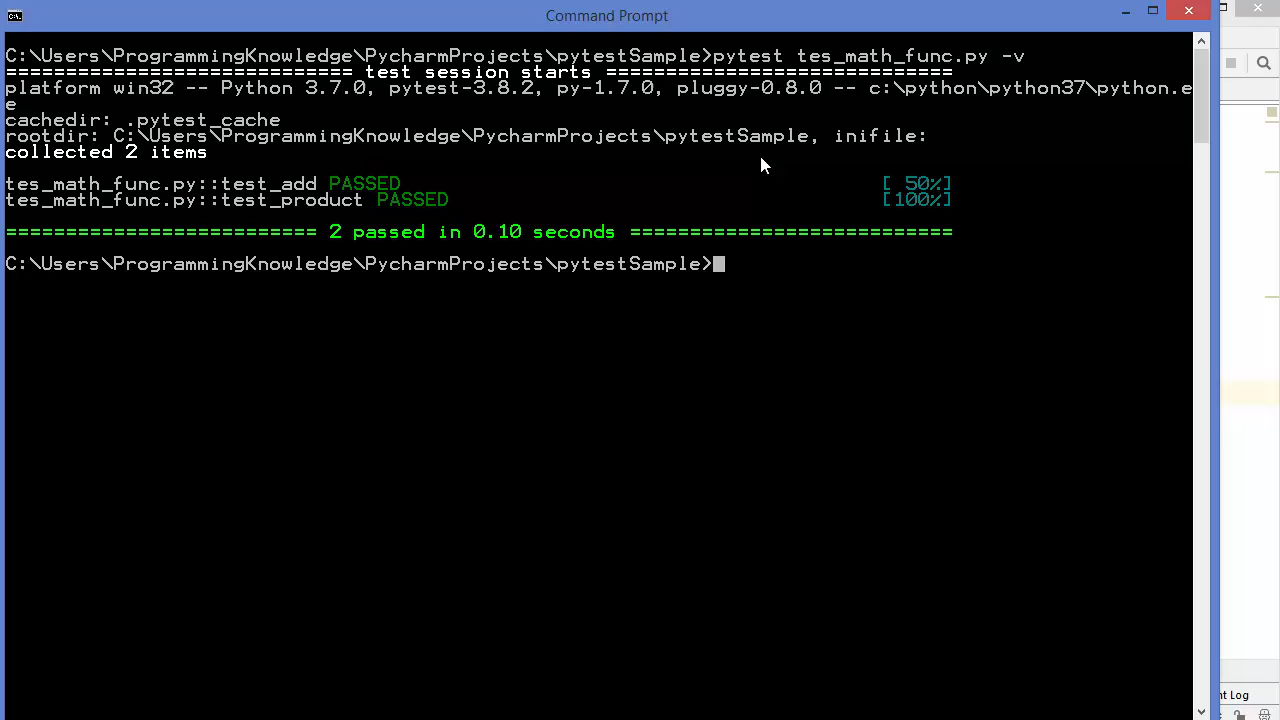 Command Prompt
C:\Users\ProgrammingKnowledge\PycharmProjects\pytestSample>pytest tes_math_func.py -v
============================= test session starts =============================
platform win32 -- Python 3.7.0, pytest-3.8.2, py-1.7.0, pluggy-0.8.0 -- c:\python\python37\python.e
e
cachedir: .pytest_cache
rootdir: C:\Users\ProgrammingKnowledge\PycharmProjects\pytestSample, inifile:
collected 2 items
tes_math_func.py::test_add PASSED [ 50%]
tes_math_func.py::test_product PASSED [100%]
========================== 2 passed in 0.10 seconds ===========================
C:\Users\ProgrammingKnowledge\PycharmProjects\pytestSample>
Log